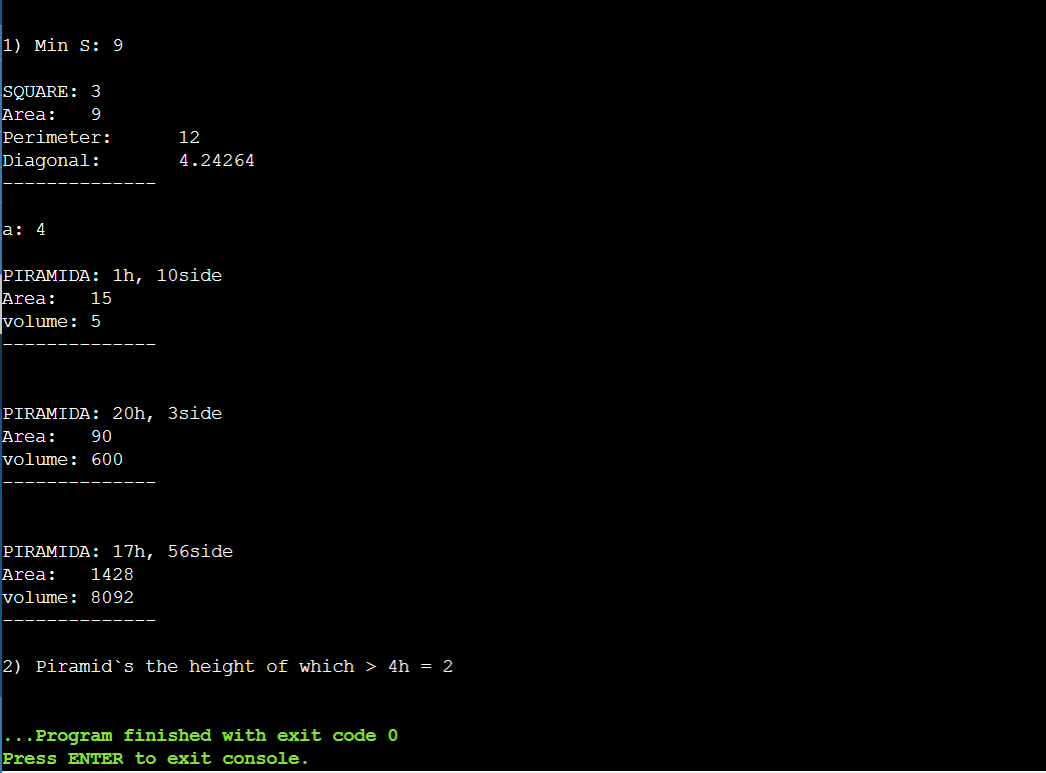 1) Min S: 9
SQUARE: 3
Area: 9
Perimeter: 12
Diagonal: 4.24264
--------------
a: 4
PIRAMIDA: 1h, 10side
Area: 15
volume: 5
--------------
PIRAMIDA: 20h, 3side
Area: 90
volume: 600
--------------
PIRAMIDA: 17h, 56side
Area: 1428
volume: 8092
--------------
2) Piramid`s the height of which > 4h = 2
...Program finished with exit code 0
Press ENTER to exit console.